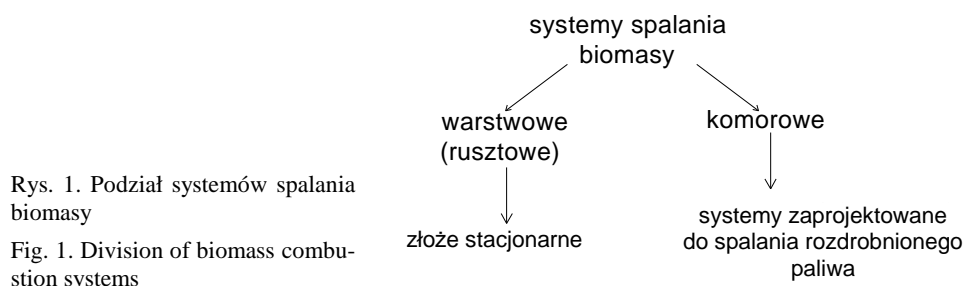 systemy spalania
biomasy
warstwowe
(rusztowe)
komorowe
złoże stacjonarne
systemy zaprojektowane
do spalania rozdrobnionego
paliwa
Rys. 1. Podział systemów spalania
biomasy
Fig. 1. Division of biomass combu-
stion systems